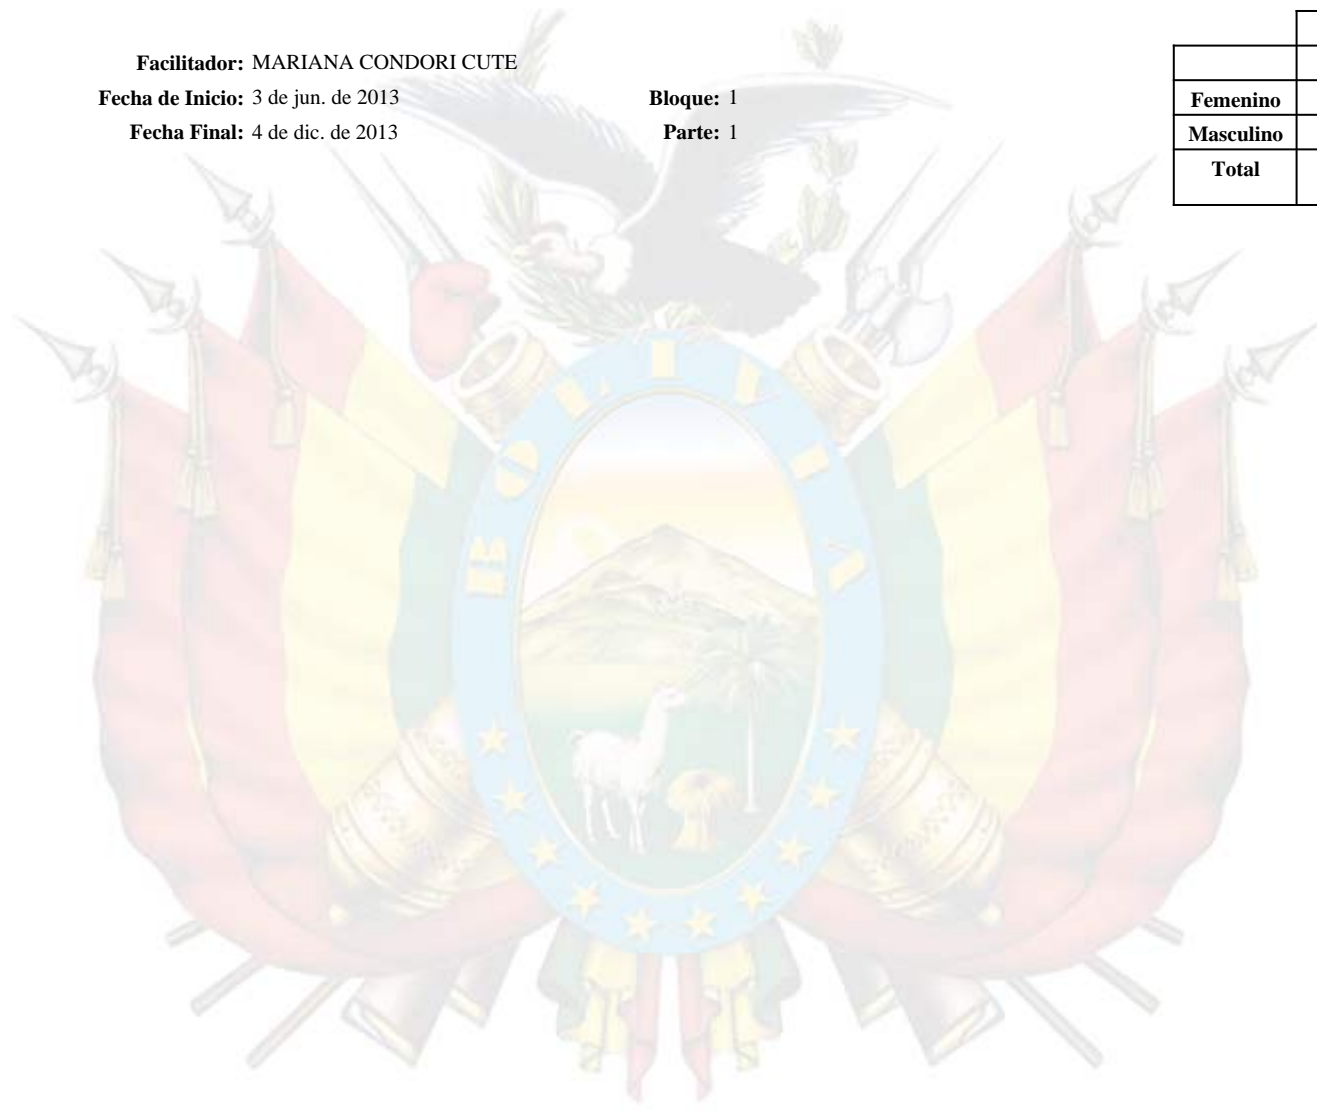 Facilitador: MARIANA CONDORI CUTE
Fecha de Inicio: 3 de jun. de 2013 Bloque: 1
Fecha Final: 4 de dic. de 2013 Parte: 1
Femenino
Masculino
Total
BOLIVIA